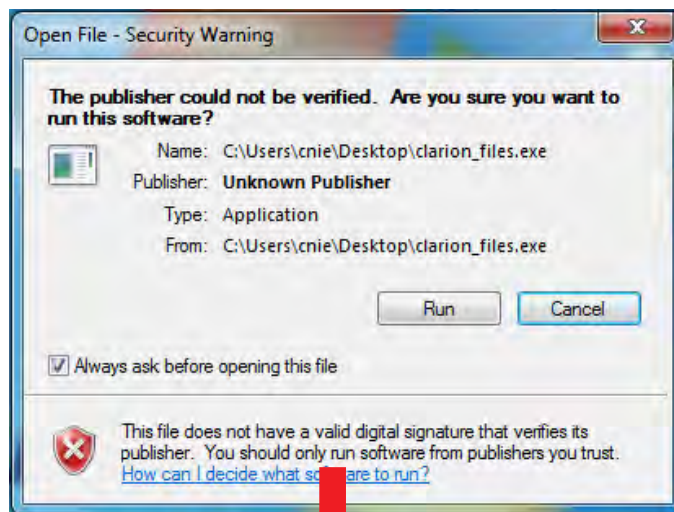 Open File - Security Warning
The publisher could not be verified. Are you sure you want to
run this software?
Name: C:\Users\cnie\Desktop\clarion_files.exe
Publisher: Unknown Publisher
Type: Application
From: C:\Users\cnie\Desktop\clarion_files.exe
Run Cancel
Always ask before opening this file
This file does not have a valid digital signature that verifies its
publisher. You should only run software from publishers you trust.
How can I decide what to run?